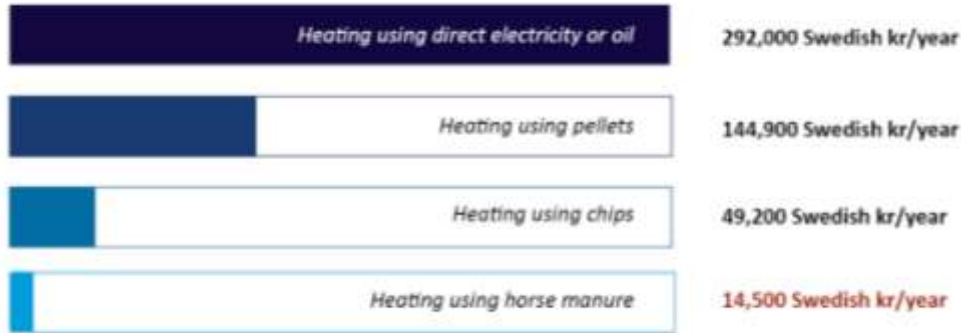 Heating using direct electricity or oil 292,000 Swedish kr/year
Heating using pellets 144,900 Swedish kr/year
Heating using chips 49,200 Swedish kr/year
Heating using horse manure 14,500 Swedish kr/year